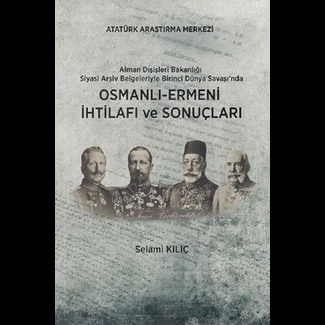 ATATÜRK ARAŞTIRMA MERKEZİ
Alman Dışişleri Bakanlığı
Siyasi Arşiv Belgeleriyle Birinci Dünya Savaşı'nda
OSMANLI-ERMENİ
İHTİLAFI ve SONUÇLARI
Selami KILIÇ